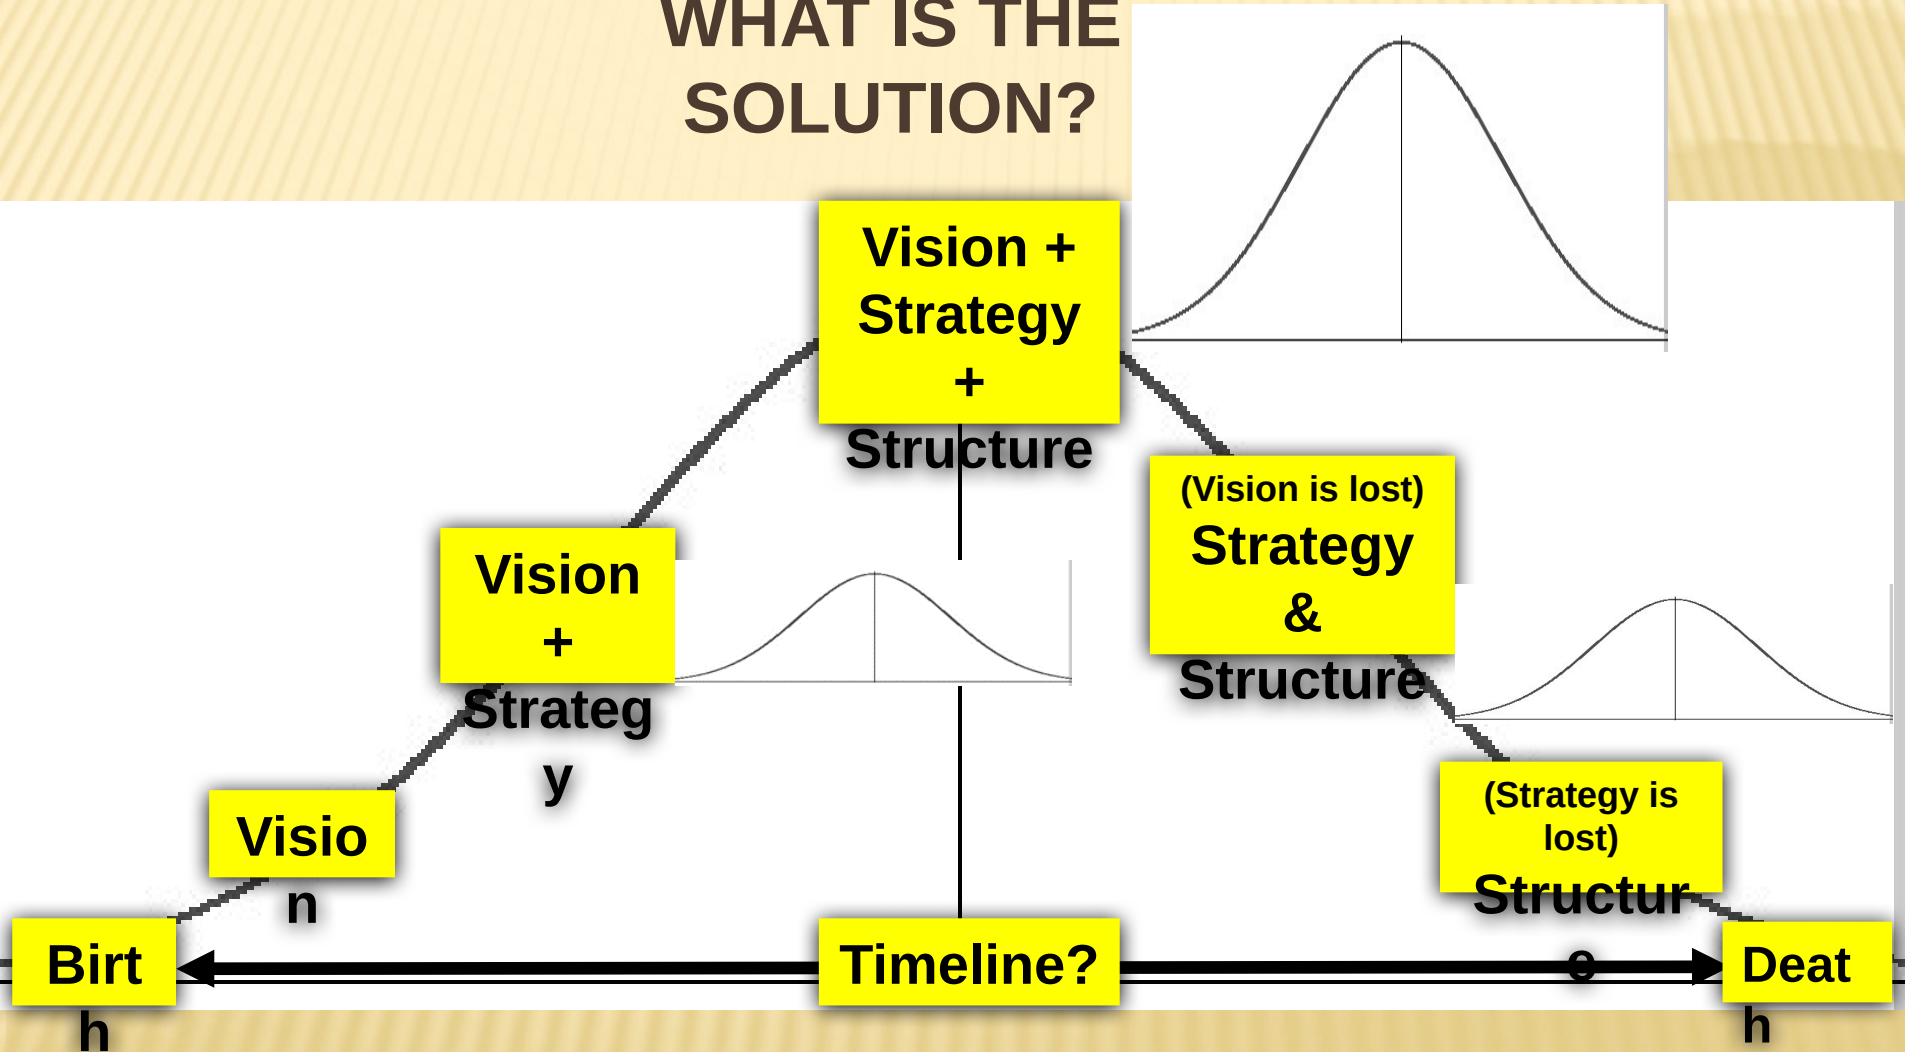 WHAT IS THE
SOLUTION?
Vision +
Strategy
+
Structure
(Vision is lost)
Strategy
&
Structure
Vision
+
Strateg
y
(Strategy is
lost)
Structur
e
Visio
n
Birt
h
Timeline?
Deat
h